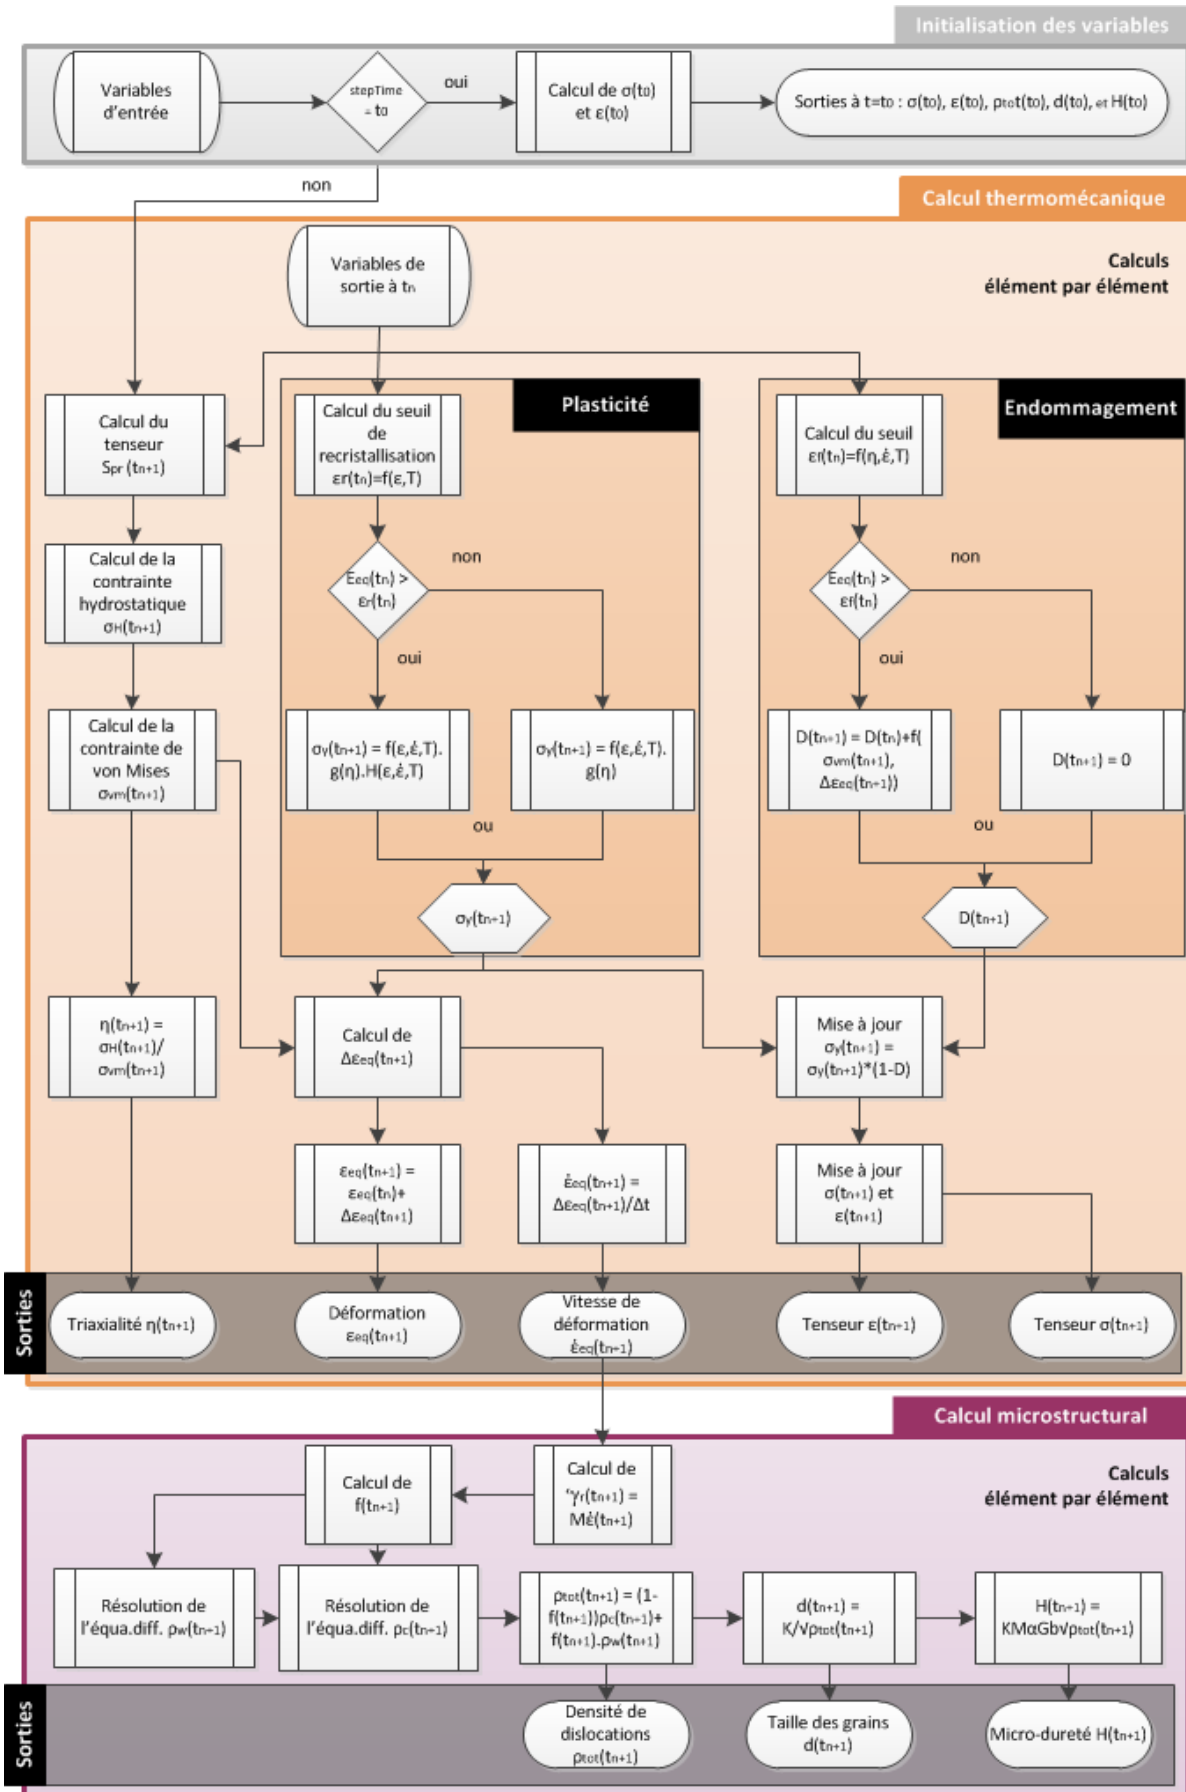 Initialisation des variables
Variables
d'entrée
stepTime
= t0
oui
Calcul de σ(t0)
et ε(t0)
Sorties à t=t0 : σ(t0), ε(t0), ρtot(t0), d(t0), et H(t0)
non
Calcul thermomécanique
Calculs
élément par élément
Variables de
sortie à tn
Calcul du
tenseur
Spr(tn+1)
Plasticité
Calcul du seuil
de
recristallisation
εr(tn)=f(ε,T)
Endommagement
Calcul du seuil
εf(tn)=f(η,ε̇,T)
Calcul de la
contrainte
hydrostatique
σH(tn+1)
Eeq(tn) >
εr(tn)
non
oui
Eeq(tn) >
εf(tn)
non
oui
Calcul de la
contrainte de
von Mises
σvm(tn+1)
σy(tn+1) = f(ε,ε̇,T).
g(η).H(ε,ε̇,T)
σy(tn+1) = f(ε,ε̇,T).
g(η)
ou
σy(tn+1)
D(tn+1) = D(tn)+f(
σvm(tn+1),
Δεeq(tn+1))
D(tn+1) = 0
ou
D(tn+1)
η(tn+1) =
σH(tn+1)/
σvm(tn+1)
Calcul de
Δεeq(tn+1)
Mise à jour
σy(tn+1) =
σy(tn+1)*(1-D)
εeq(tn+1) =
εeq(tn)+
Δεeq(tn+1)
ε̇eq(tn+1) =
Δεeq(tn+1)/Δt
Mise à jour
σ(tn+1) et
ε(tn+1)
Sorties
Triaxialité η(tn+1)
Déformation
εeq(tn+1)
Vitesse de
déformation
ε̇eq(tn+1)
Tenseur ε(tn+1)
Tenseur σ(tn+1)
Calcul microstructural
Calculs
élément par élément
Calcul de
f(tn+1)
Calcul de
'γr(tn+1) =
Mε̇(tn+1)
Résolution de
l'équa.diff. ρw(tn+1)
Résolution de
l'équa.diff. ρc(tn+1)
ρtot(tn+1) = (1-
f(tn+1))ρc(tn+1)+
f(tn+1).ρw(tn+1)
d(tn+1) =
K/√ρtot(tn+1)
H(tn+1) =
KMαGb√ρtot(tn+1)
Sorties
Densité de
dislocations
ρtot(tn+1)
Taille des grains
d(tn+1)
Micro-dureté H(tn+1)